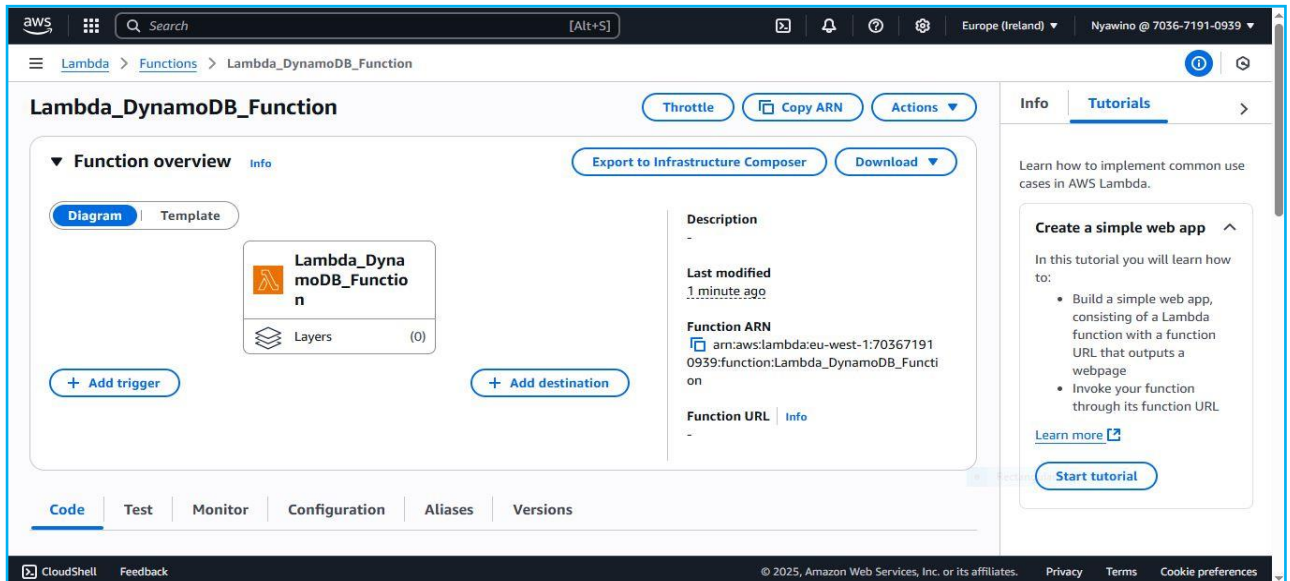 aws
Search [Alt+S] Europe (Ireland) ▼ Nyawino @ 7036-7191-0939 ▼
Lambda > Functions > Lambda_DynamoDB_Function
Lambda_DynamoDB_Function
Throttle Copy ARN Actions ▼
▼ Function overview Info
Export to Infrastructure Composer Download ▼
Diagram Template
Lambda_Dyna
moDB_Functio
n
Layers (0)
+ Add trigger
+ Add destination
Description
-
Last modified
1 minute ago
Function ARN
arn:aws:lambda:eu-west-1:70367191
0939:function:Lambda_DynamoDB_Functi
on
Function URL Info
-
Code Test Monitor Configuration Aliases Versions
Info Tutorials
Learn how to implement common use
cases in AWS Lambda.
Create a simple web app
In this tutorial you will learn how
to:
• Build a simple web app,
consisting of a Lambda
function with a function
URL that outputs a
webpage
• Invoke your function
through its function URL
Learn more
Start tutorial
CloudShell Feedback © 2025, Amazon Web Services, Inc. or its affiliates. Privacy Terms Cookie preferences